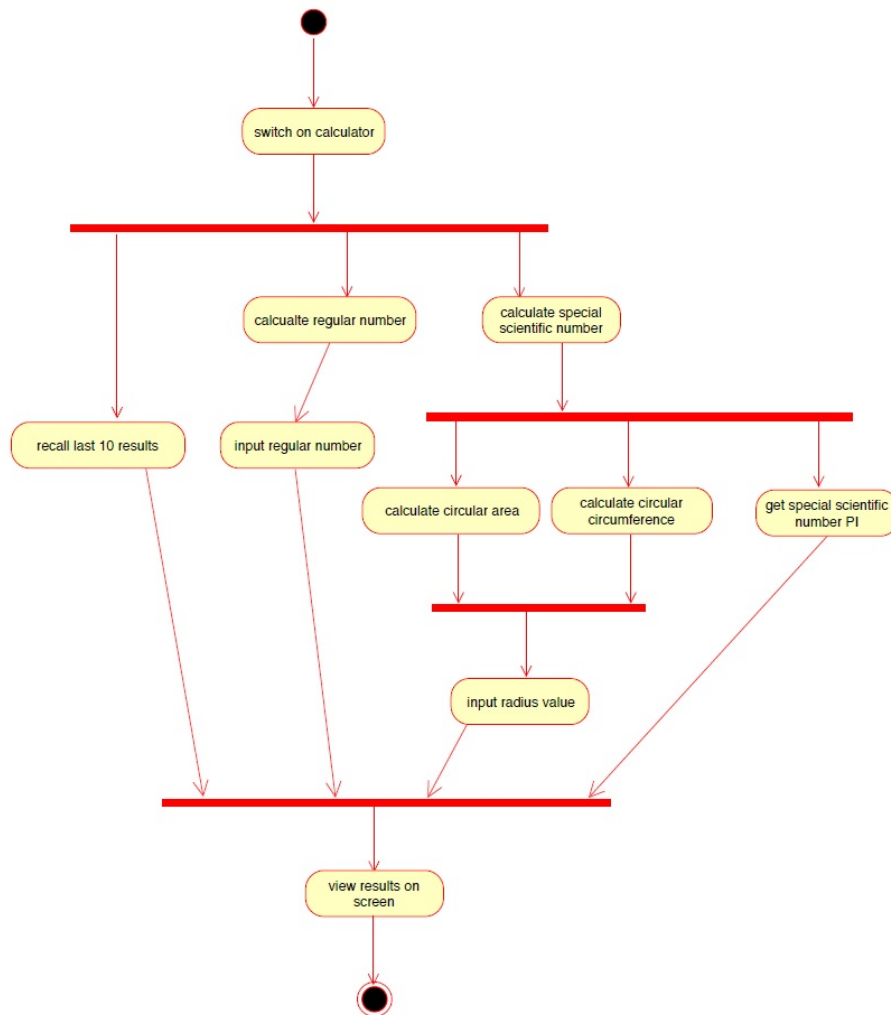 switch on calculator
calcualte regular number
calculate special
scientific number
recall last 10 results
input regular number
calculate circular area
calculate circular
circumference
get special scientific
number PI
input radius value
view results on
screen